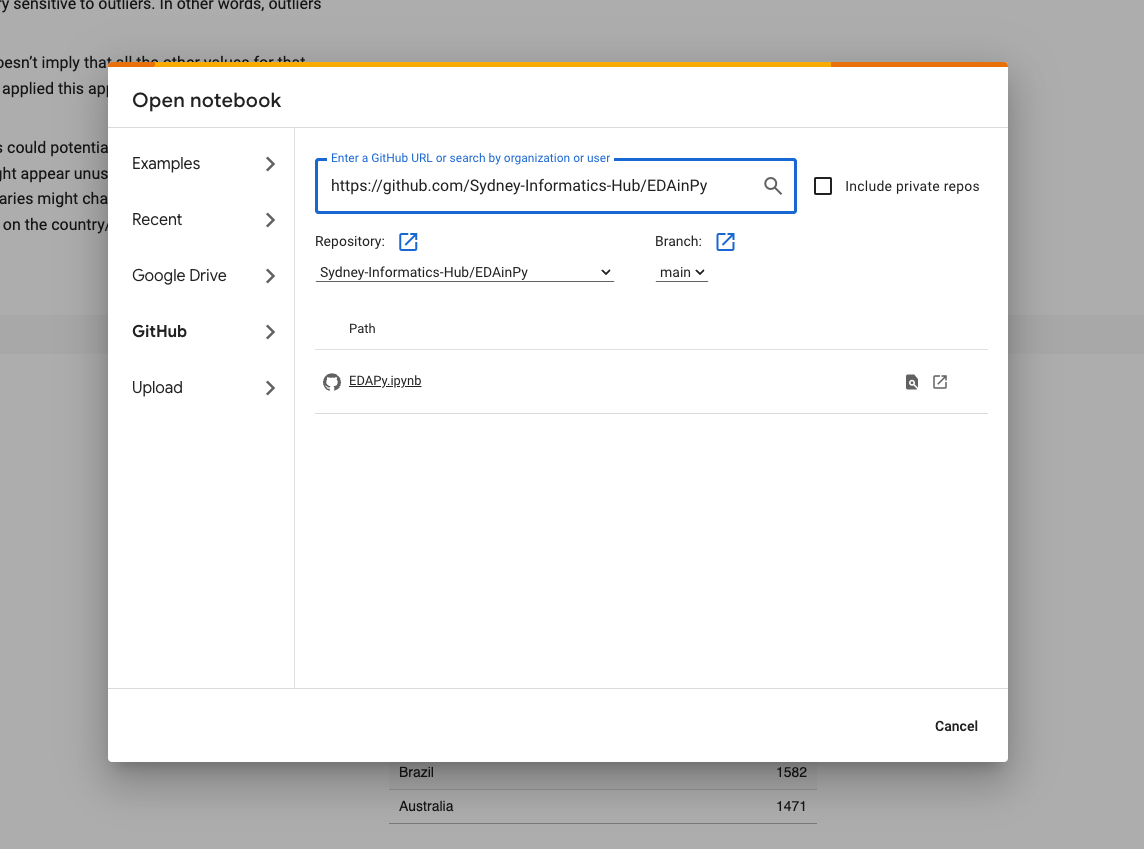 ry sensitive to outliers. In other words, outliers
oesn’t imply that all the other values for that
applied this app
s could potentia
ght appear unus
aries might cha
on the country/
Open notebook
Examples
Recent
Google Drive
GitHub
Upload
Enter a GitHub URL or search by organization or user
https://github.com/Sydney-Informatics-Hub/EDAinPy
Include private repos
Repository:
Branch:
Sydney-Informatics-Hub/EDAinPy
main
Path
EDAPy.ipynb
Cancel
Brazil 1582
Australia 1471